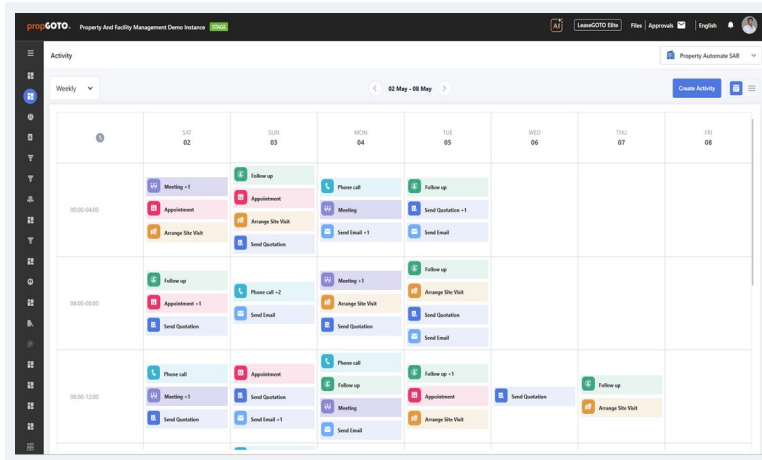 propGOTO. Property And Facility Management Demo Instance STAGE AI LeaseGOTO Elite Files Approvals English
Activity Property Automate SAR
Weekly 02 May - 08 May Create Activity
SAT SUN MON TUE WED THU FRI
02 03 04 05 06 07 08
00:00-04:00
Meeting +1
Appointment
Arrange Site Visit
Follow up
Appointment
Arrange Site Visit
Send Quotation
Phone call
Meeting
Send Email +1
Follow up
Send Quotation +1
Send Email
04:00-08:00
Follow up
Appointment +1
Send Quotation
Phone call +2
Send Email
Meeting +1
Arrange Site Visit
Send Quotation
Follow up
Arrange Site Visit
Send Quotation
Send Email
08:00-12:00
Phone call
Meeting +1
Send Quotation
Appointment
Send Quotation
Send Email +1
Phone call
Follow up
Meeting
Send Email
Follow up +1
Appointment
Arrange Site Visit
Send Quotation
Follow up
Arrange Site Visit